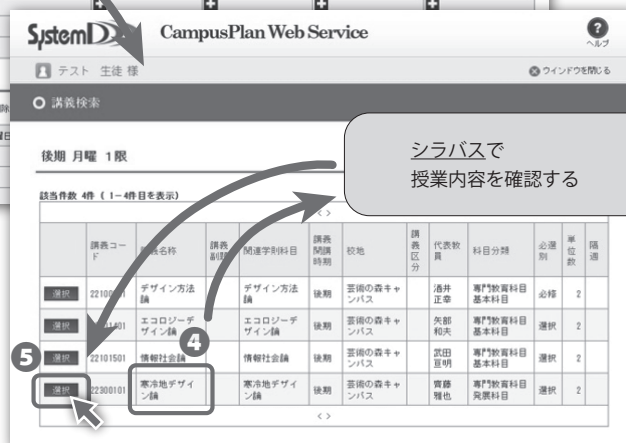 SystemD
CampusPlan Web Service
ヘルプ
テスト 生徒 様
ウインドウを閉じる
講義検索
後期 月曜 1限
シラバスで
授業内容を確認する
該当件数 4件 ( 1-4件目を表示)
< >
講義コード 講義副題 関連学則科目 講義開講時期 校地 講義区分 代表教員 科目分類 必選別 単位数 隔週
選択 デザイン方法論 デザイン方法論 後期 芸術の森キャンパス 酒井 正幸 専門教育科目 基本科目 必修 2
選択 エコロジーデザイン論 エコロジーデザイン論 後期 芸術の森キャンパス 矢部 和夫 専門教育科目 基本科目 選択 2
❹
❺
選択 22101501 情報社会論 情報社会論 後期 芸術の森キャンパス 武田 亘明 専門教育科目 基本科目 選択 2
選択 22300101 寒冷地デザイン論 寒冷地デザイン論 後期 芸術の森キャンパス 齊藤 雅也 専門教育科目 発展科目 選択 2
< >